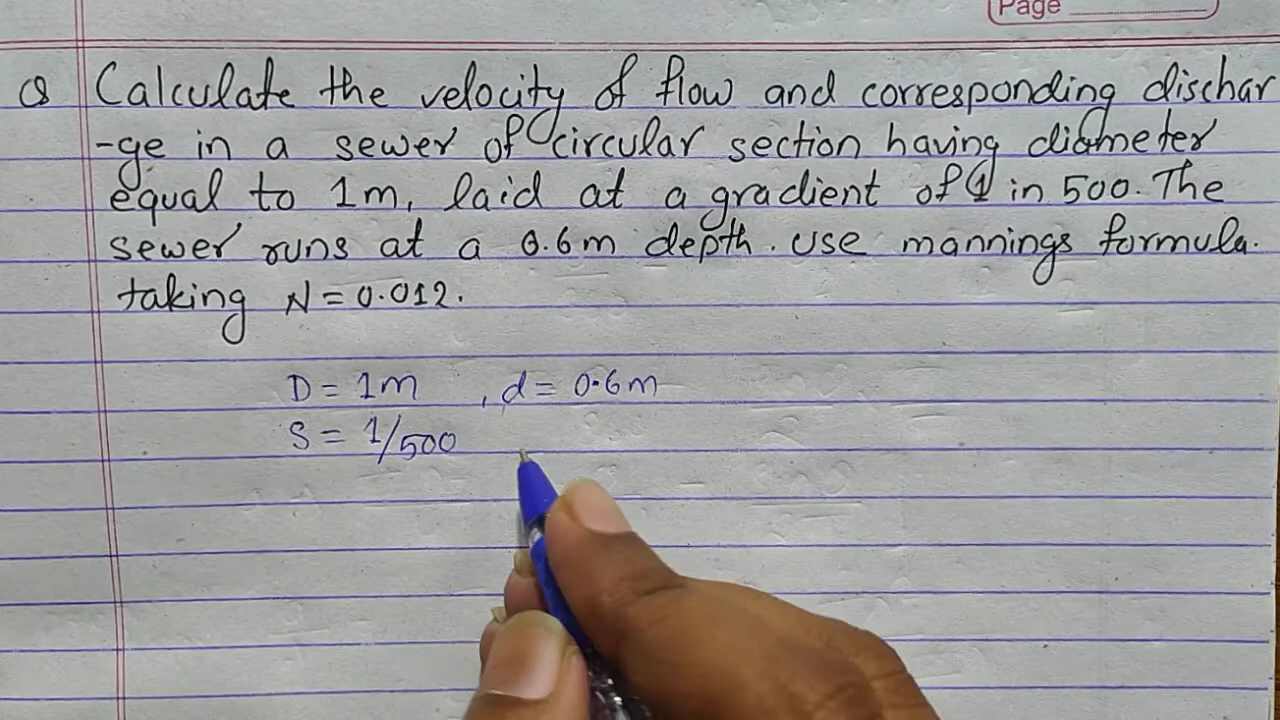 Page
Q Calculate the velocity of flow and corresponding dischar
-ge in a sewer of circular section having diameter
equal to 1m, laid at a gradient of 1 in 500. The
sewer runs at a 0.6m depth. Use mannings formula.
taking N = 0.012.
D = 1m , d = 0.6m
S = 1/500